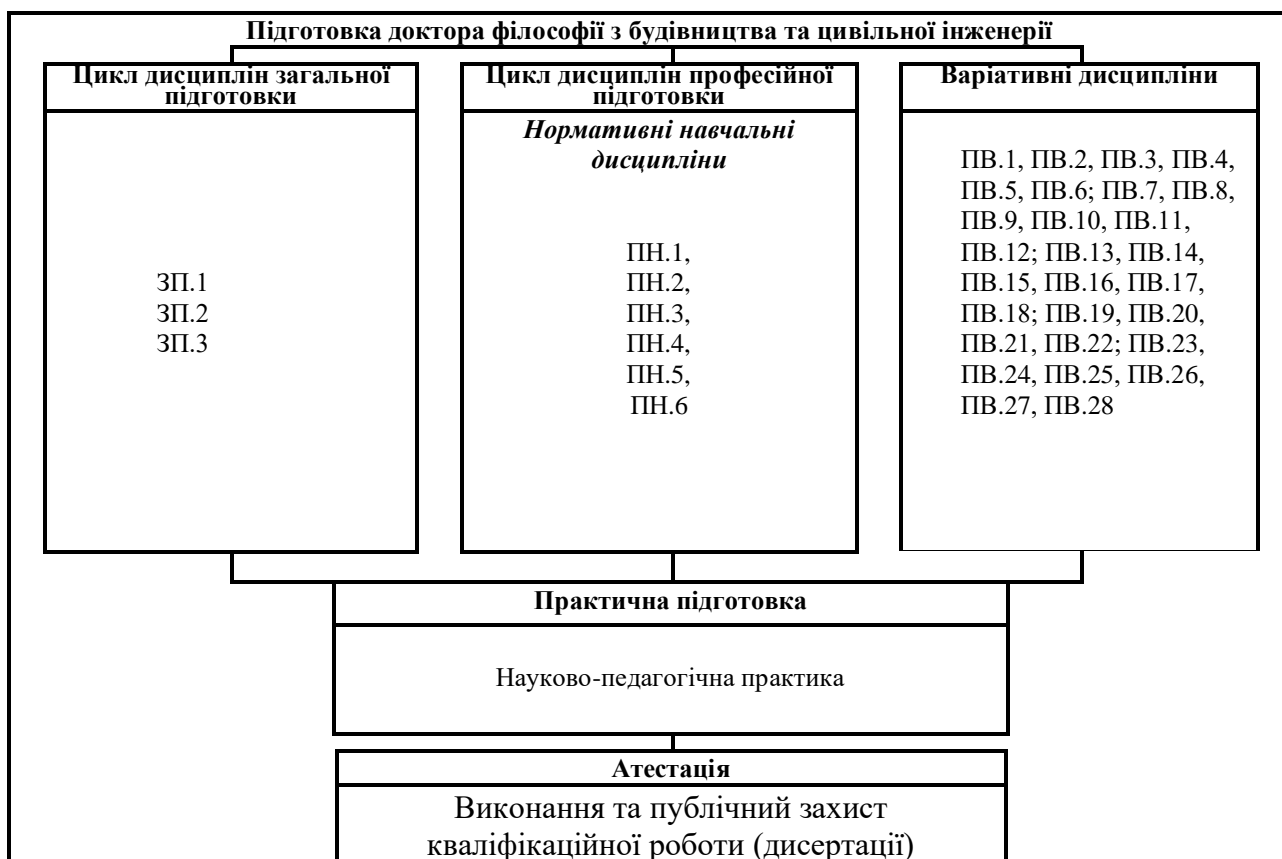 Підготовка доктора філософії з будівництва та цивільної інженерії
Цикл дисциплін загальної
підготовки
ЗП.1
ЗП.2
ЗП.3
Цикл дисциплін професійної
підготовки
Нормативні навчальні
дисципліни
ПН.1,
ПН.2,
ПН.3,
ПН.4,
ПН.5,
ПН.6
Варіативні дисципліни
ПВ.1, ПВ.2, ПВ.3, ПВ.4,
ПВ.5, ПВ.6; ПВ.7, ПВ.8,
ПВ.9, ПВ.10, ПВ.11,
ПВ.12; ПВ.13, ПВ.14,
ПВ.15, ПВ.16, ПВ.17,
ПВ.18; ПВ.19, ПВ.20,
ПВ.21, ПВ.22; ПВ.23,
ПВ.24, ПВ.25, ПВ.26,
ПВ.27, ПВ.28
Практична підготовка
Науково-педагогічна практика
Атестація
Виконання та публічний захист
кваліфікаційної роботи (дисертації)